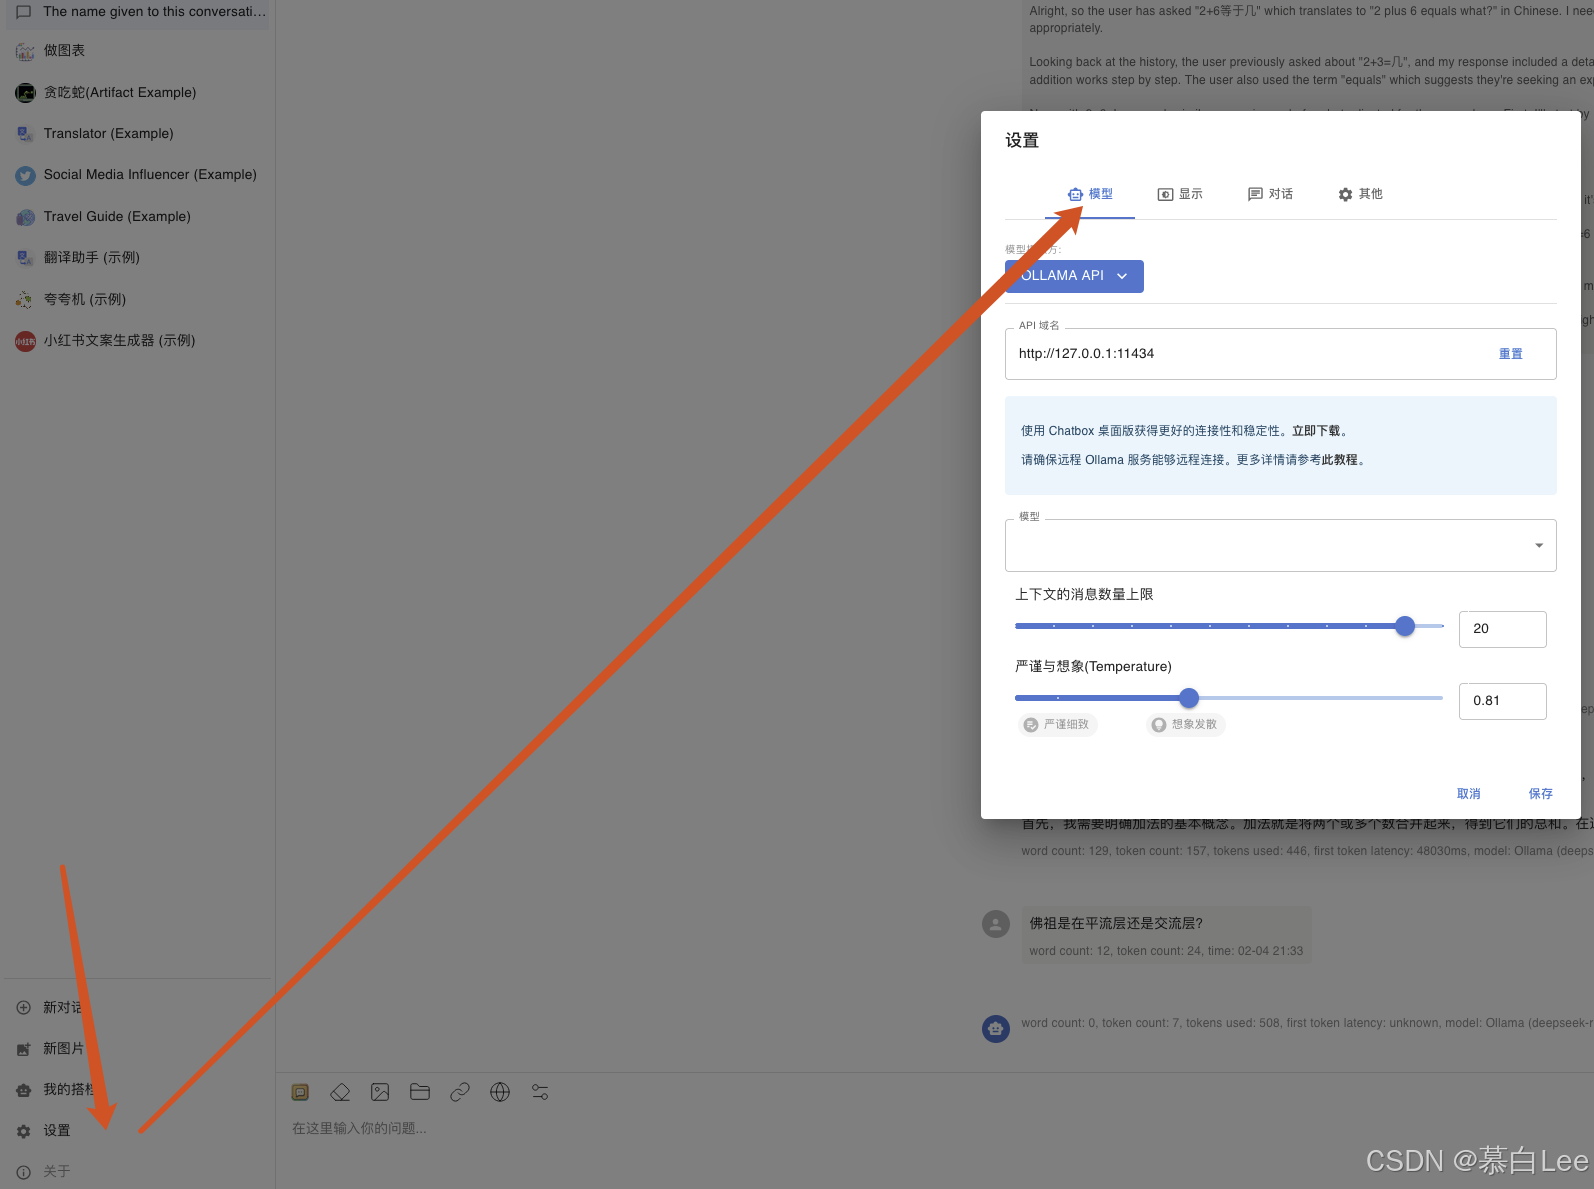 The name given to this conversati...
做图表
贪吃蛇(Artifact Example)
Translator (Example)
Social Media Influencer (Example)
Travel Guide (Example)
翻译助手 (示例)
夸夸机 (示例)
小红书
小红书文案生成器 (示例)
新对话
新图片
我的搭档
设置
关于
Alright, so the user has asked "2+6等于几" which translates to "2 plus 6 equals what?" in Chinese. I nee
appropriately.
Looking back at the history, the user previously asked about "2+3=几", and my response included a deta
addition works step by step. The user also used the term "equals" which suggests they're seeking an exp
设置
模型
显示
对话
其他
OLLAMA API
API 域名
http://127.0.0.1:11434
重置
使用 Chatbox 桌面版获得更好的连接性和稳定性。立即下载。
请确保远程 Ollama 服务能够远程连接。更多详情请参考此教程。
模型
上下文的消息数量上限
20
严谨与想象(Temperature)
0.81
严谨细致
想象发散
取消
保存
首先，我需要明确加法的基本概念。加法就是将两个或多个数合并起来，得到它们的总和。在
word count: 129, token count: 157, tokens used: 446, first token latency: 48030ms, model: Ollama (deeps
佛祖是在平流层还是交流层?
word count: 12, token count: 24, time: 02-04 21:33
word count: 0, token count: 7, tokens used: 508, first token latency: unknown, model: Ollama (deepseek-r
在这里输入你的问题...
CSDN @慕白Lee